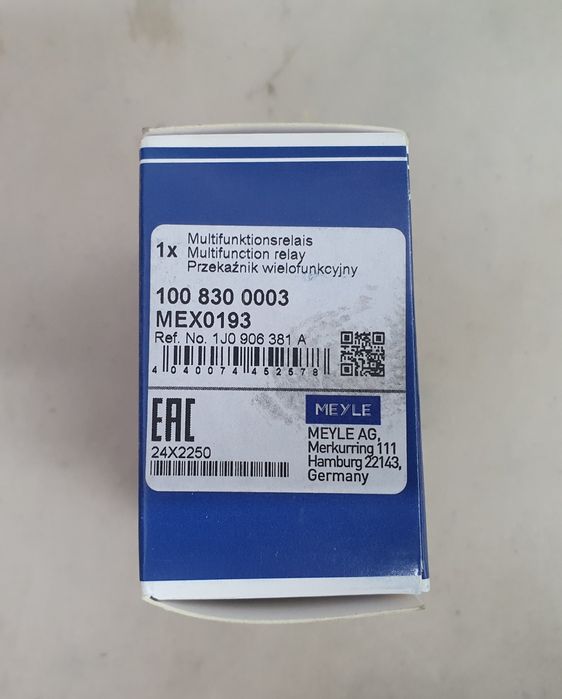 1x
Multifunktionsrelais
Multifunction relay
Przekaźnik wielofunkcyjny
100 830 0003
MEX0193
Ref. No. 1J0 906 381 A
4 040074 452578
EAC
24X2250
MEYLE
MEYLE AG,
Merkurring 111
Hamburg 22143,
Germany